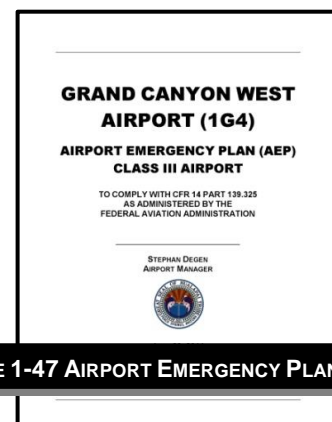 GRAND CANYON WEST
AIRPORT (1G4)
AIRPORT EMERGENCY PLAN (AEP)
CLASS III AIRPORT
TO COMPLY WITH CFR 14 PART 139.325
AS ADMINISTERED BY THE
FEDERAL AVIATION ADMINISTRATION
STEPHAN DEGEN
AIRPORT MANAGER
1-47 AIRPORT EMERGENCY PLAN